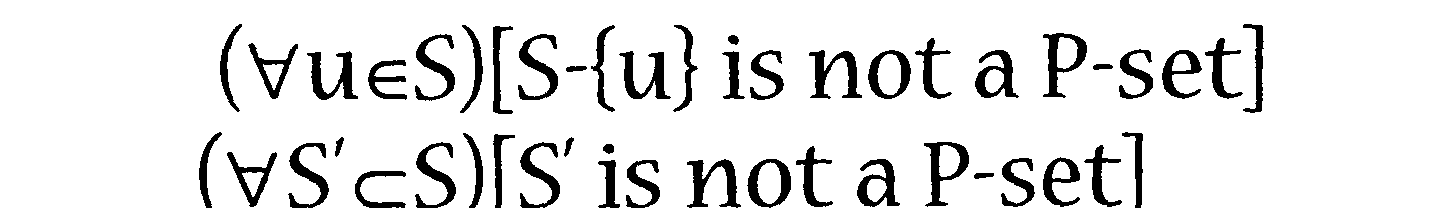 (∀u∈S)[S-{u} is not a P-set]
(∀S′⊂S)[S′ is not a P-set]